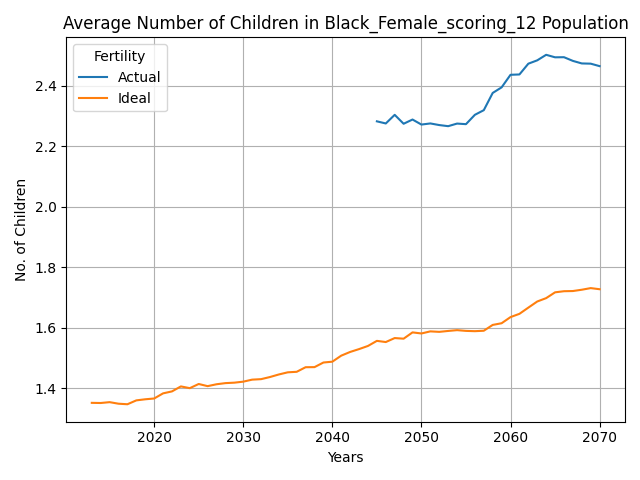 Average Number of Children in Black_Female_scoring_12 Population
Fertility
Actual
Ideal
No. of Children
2.4
2.2
2.0
1.8
1.6
1.4
2020 2030 2040 2050 2060 2070
Years